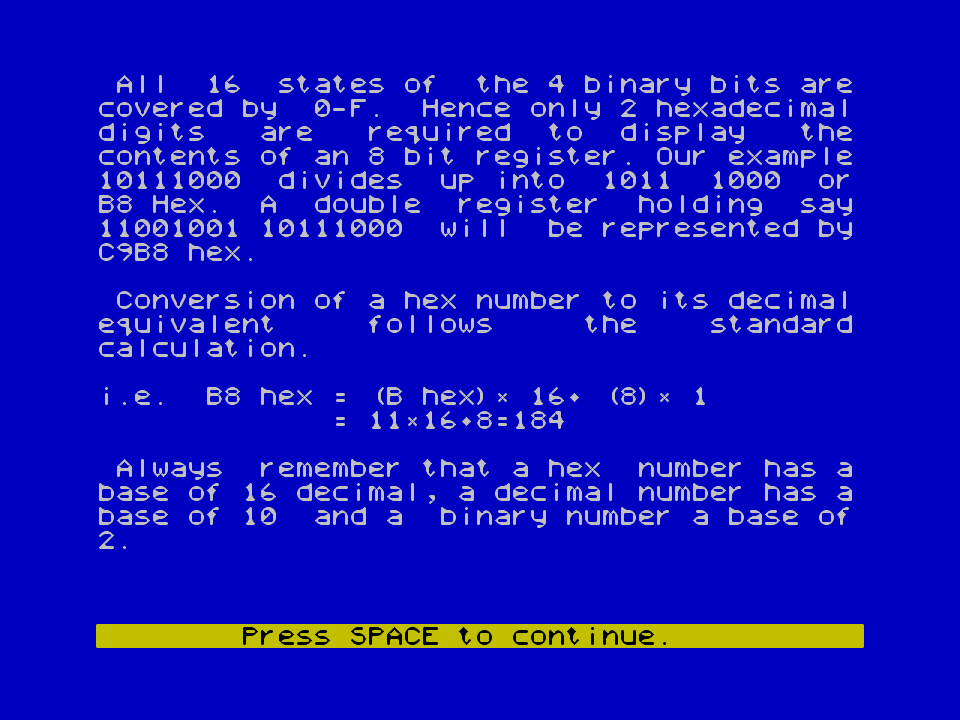 All  16  states of  the 4 binary bits are
covered by  0-F.  Hence only 2 hexadecimal
digits   are   required  to  display   the
contents of an 8 bit register. Our example
10111000  divides  up into  1011  1000  or
B8 Hex.  A  double  register  holding  say
11001001 10111000  will  be represented by
C9B8 hex.
Conversion of a hex number to its decimal
equivalent     follows     the    standard
calculation.
i.e.  B8 hex = (B hex)× 16+ (8)× 1
= 11×16+8=184
Always  remember that a hex  number has a
base of 16 decimal, a decimal number has a
base of 10  and a  binary number a base of
2.
Press SPACE to continue.